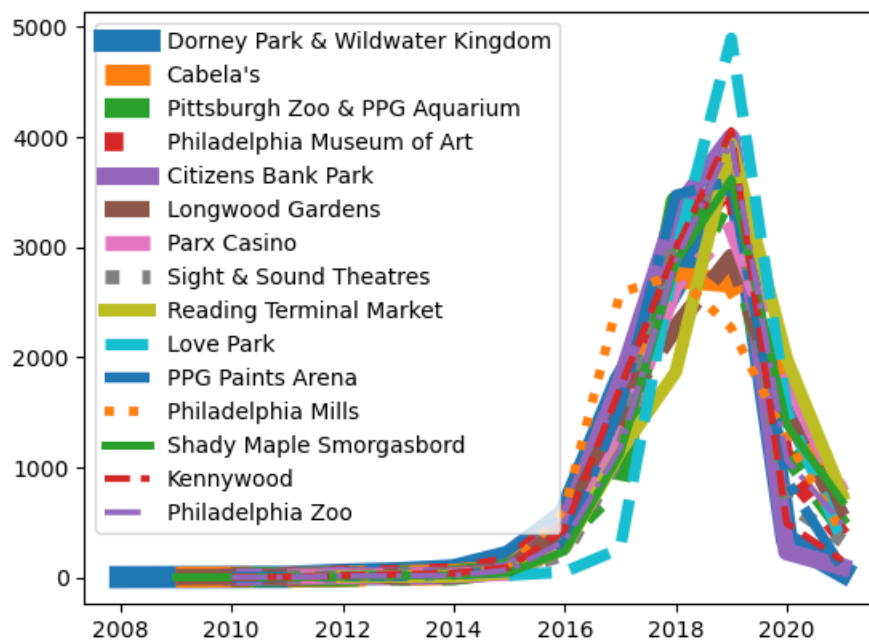 5000
4000
3000
2000
1000
0
Dorney Park & Wildwater Kingdom
Cabela's
Pittsburgh Zoo & PPG Aquarium
Philadelphia Museum of Art
Citizens Bank Park
Longwood Gardens
Parx Casino
Sight & Sound Theatres
Reading Terminal Market
Love Park
PPG Paints Arena
Philadelphia Mills
Shady Maple Smorgasbord
Kennywood
Philadelphia Zoo
2008 2010 2012 2014 2016 2018 2020